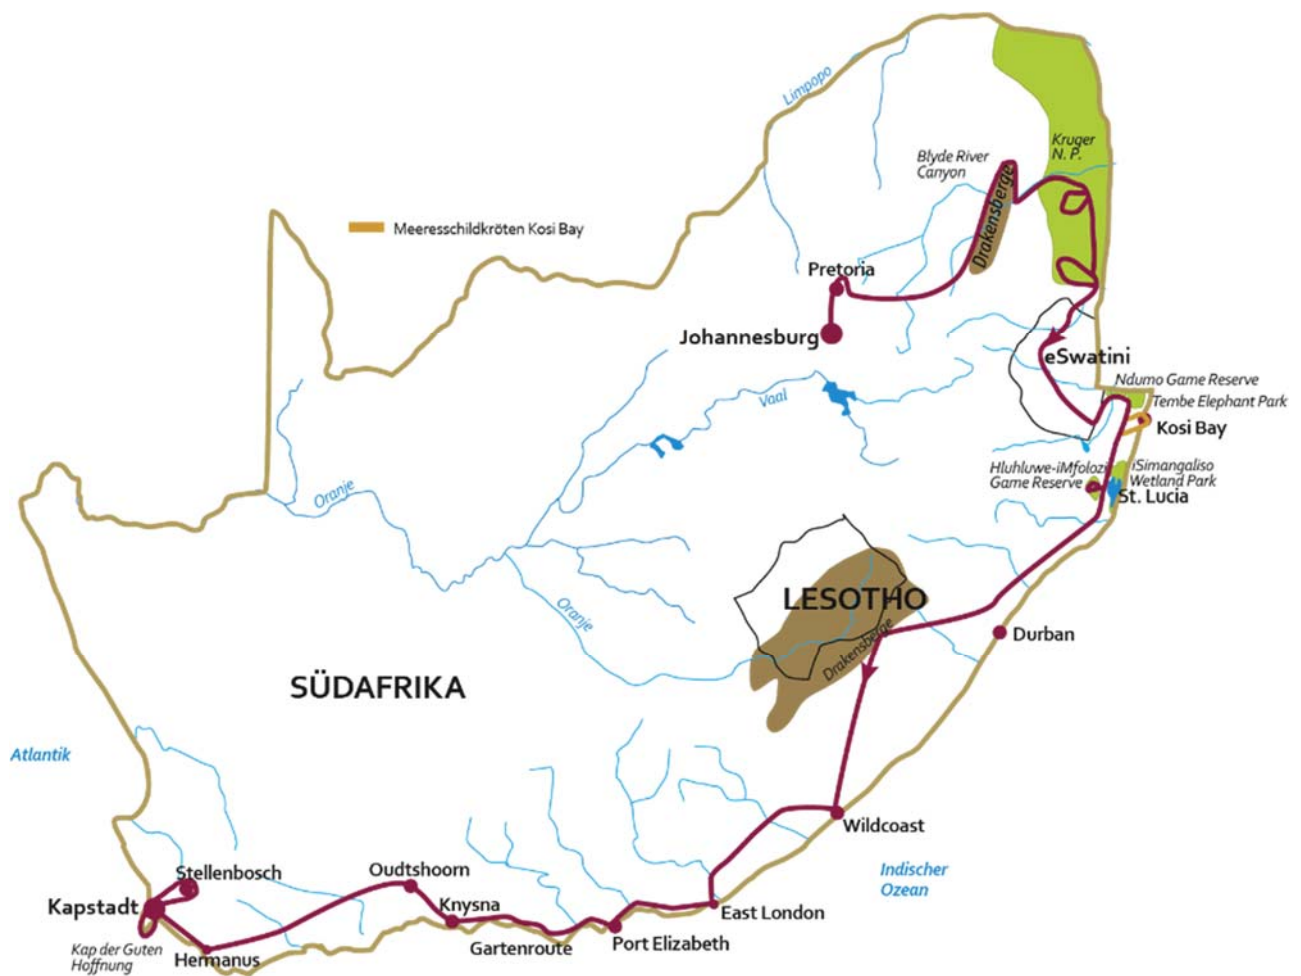 Limpopo
Blyde River
Canyon
Kruger
N. P.
Drakensberge
Meeresschildkröten Kosi Bay
Pretoria
Johannesburg
eSwatini
Ndumo Game Reserve
Tembe Elephant Park
Kosi Bay
Vaal
Hluhluwe-iMfolozi
Game Reserve
iSimangaliso
Wetland Park
St. Lucia
Oranje
Oranje
LESOTHO
Drakensberge
Durban
SÜDAFRIKA
Atlantik
Wildcoast
Indischer
Ozean
Stellenbosch
Oudtshoorn
Kapstadt
Knysna
East London
Gartenroute
Port Elizabeth
Kap der Guten
Hoffnung
Hermanus